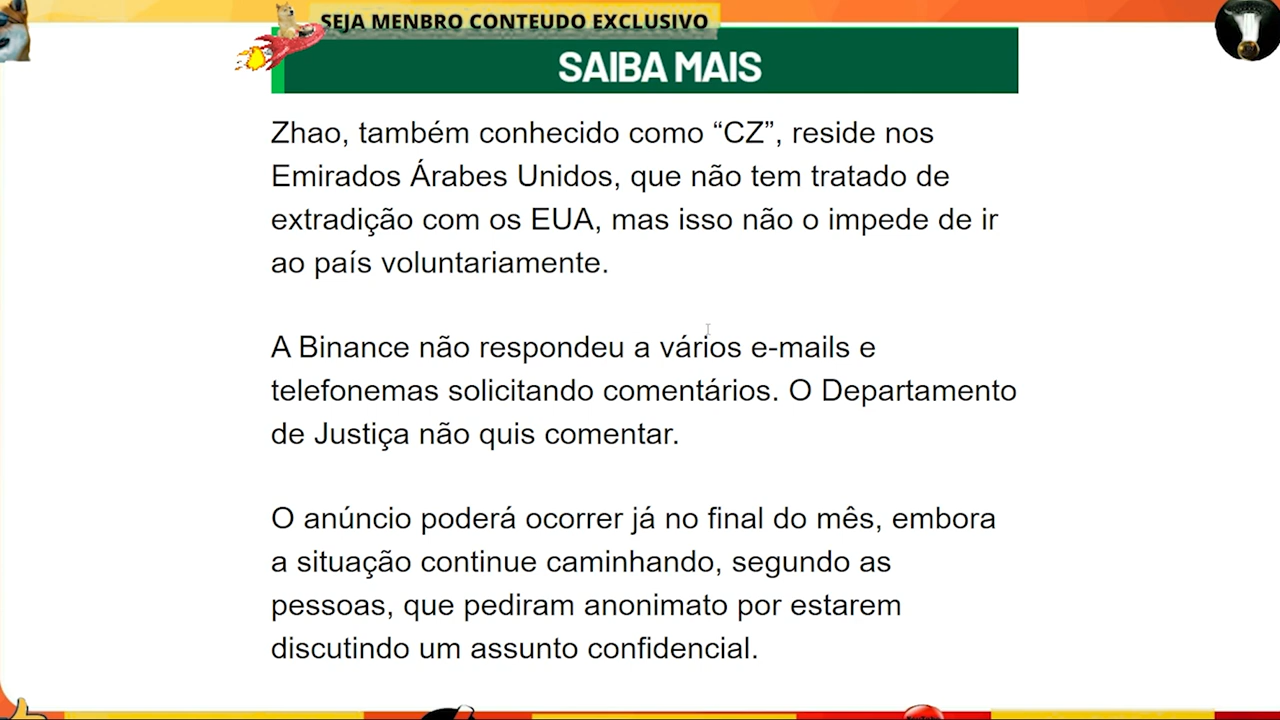 SEJA MENBRO CONTEUDO EXCLUSIVO
SAIBA MAIS
Zhao, também conhecido como “CZ”, reside nos
Emirados Árabes Unidos, que não tem tratado de
extradição com os EUA, mas isso não o impede de ir
ao país voluntariamente.
A Binance não respondeu a vários e-mails e
telefonemas solicitando comentários. O Departamento
de Justiça não quis comentar.
O anúncio poderá ocorrer já no final do mês, embora
a situação continue caminhando, segundo as
pessoas, que pediram anonimato por estarem
discutindo um assunto confidencial.